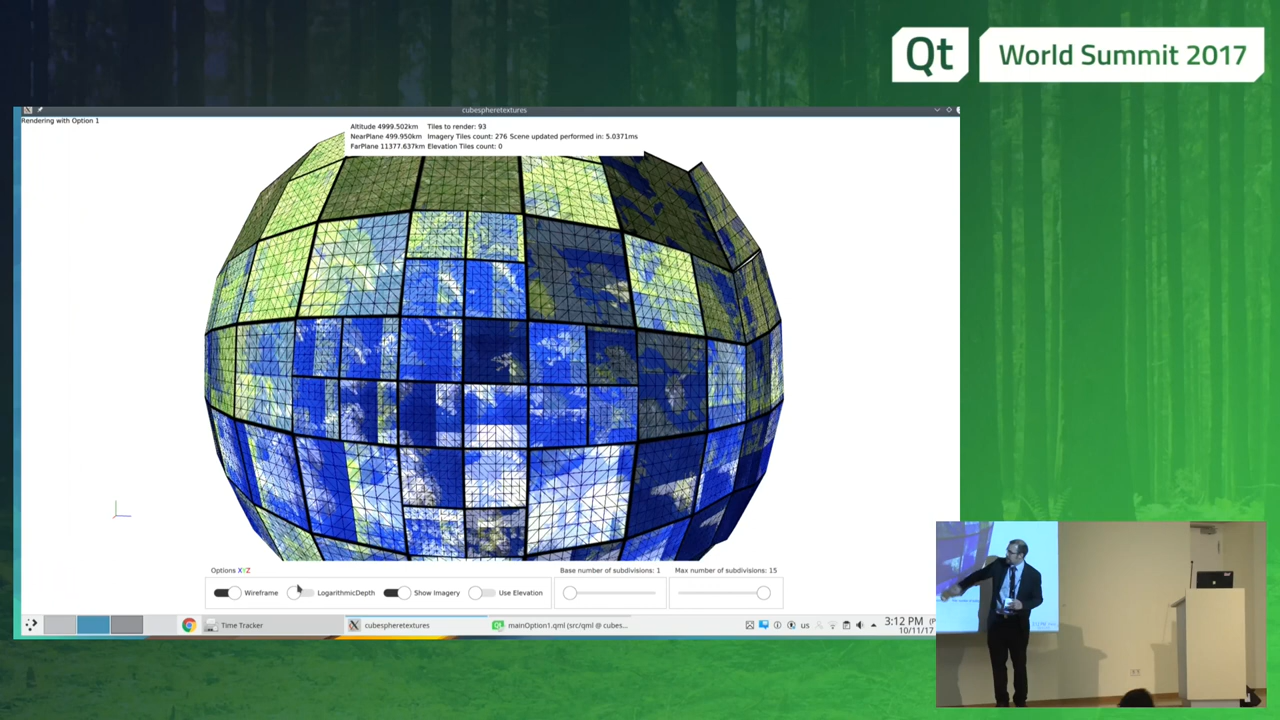 Qt World Summit 2017
cubespheretextures
Rendering with Option 1
Altitude 4999.502km Tiles to render: 93
NearPlane 499.950km Imagery Tiles count: 276 Scene updated performed in: 5.0371ms
FarPlane 11377.637km Elevation Tiles count: 0
Options XYZ
Base number of subdivisions: 1
Max number of subdivisions: 15
Wireframe
LogarithmicDepth
Show Imagery
Use Elevation
Time Tracker
cubespheretextures
mainOption1.qml (src/qml @ cubes...
us
3:12 PM
10/11/17